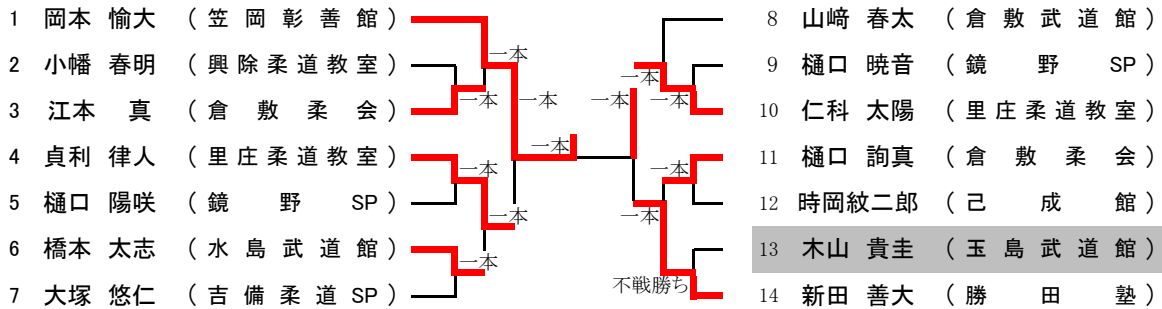 1 岡本 愉大 (笠岡彰善館)
2 小幡 春明 (興除柔道教室)
3 江本 真 (倉敷柔会)
4 貞利 律人 (里庄柔道教室)
5 樋口 陽咲 (鏡野SP)
6 橋本 太志 (水島武道館)
7 大塚 悠仁 (吉備柔道SP)
一本
一本
一本
一本
一本
一本
一本
一本
一本
一本
一本
一本
不戦勝ち
8 山﨑 春太 (倉敷武道館)
9 樋口 暁音 (鏡野SP)
10 仁科 太陽 (里庄柔道教室)
11 樋口 詢真 (倉敷柔会)
12 時岡紋二郎 (己成館)
13 木山 貴圭 (玉島武道館)
14 新田 善大 (勝田塾)